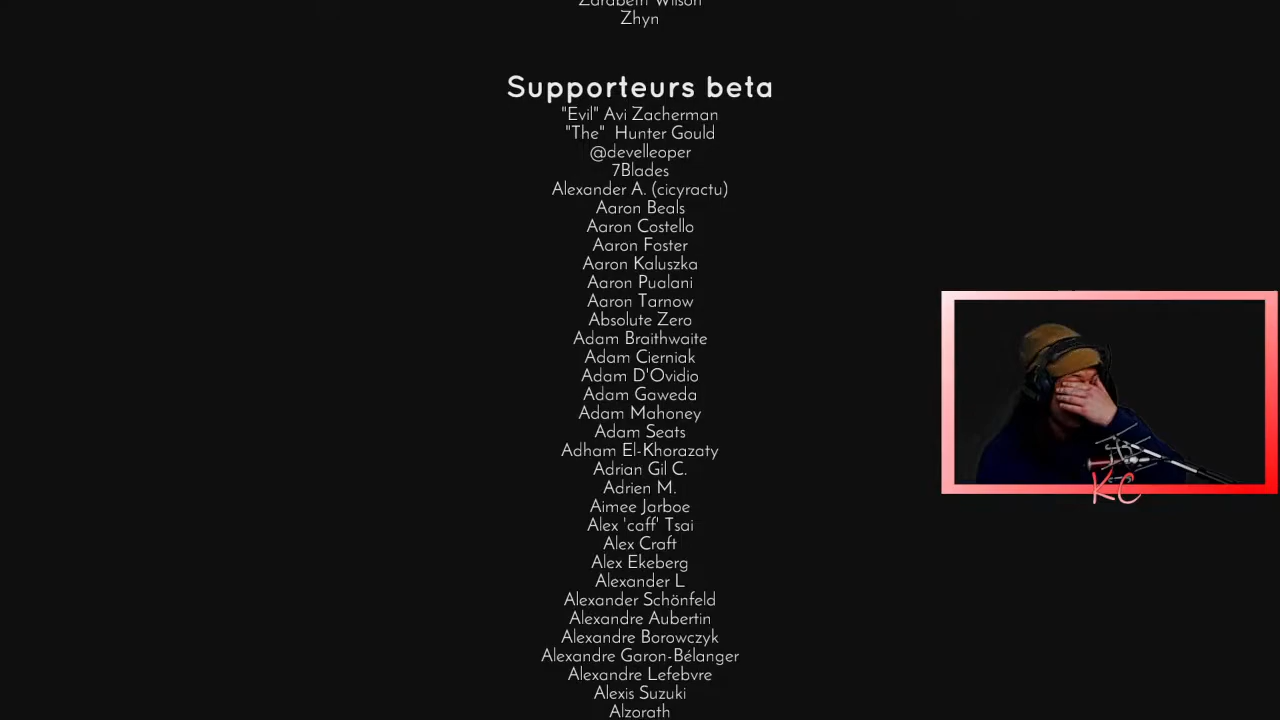 Zarabeth Wilson
Zhyn
Supporteurs beta
"Evil" Avi Zacherman
"The" Hunter Gould
@develleoper
7Blades
Alexander A. (cicyractu)
Aaron Beals
Aaron Costello
Aaron Foster
Aaron Kaluszka
Aaron Pualani
Aaron Tarnow
Absolute Zero
Adam Braithwaite
Adam Cierniak
Adam D'Ovidio
Adam Gaweda
Adam Mahoney
Adam Seats
Adham El-Khorazaty
Adrian Gil C.
Adrien M.
Aimee Jarboe
Alex 'caff' Tsai
Alex Craft
Alex Ekeberg
Alexander L
Alexander Schönfeld
Alexandre Aubertin
Alexandre Borowczyk
Alexandre Garon-Bélanger
Alexandre Lefebvre
Alexis Suzuki
Alzorath
KC